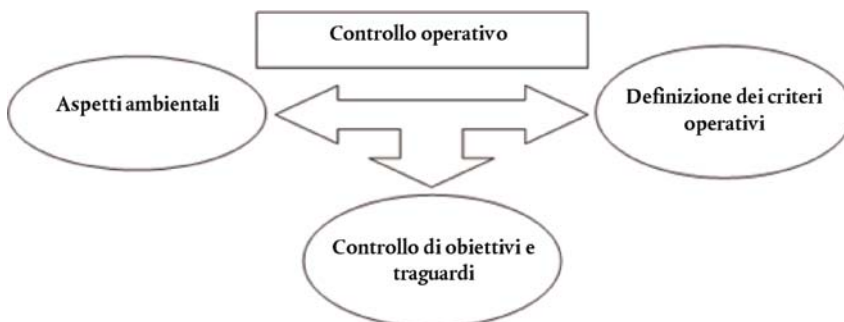 Controllo operativo
Aspetti ambientali
Definizione dei criteri
operativi
Controllo di obiettivi e
traguardi